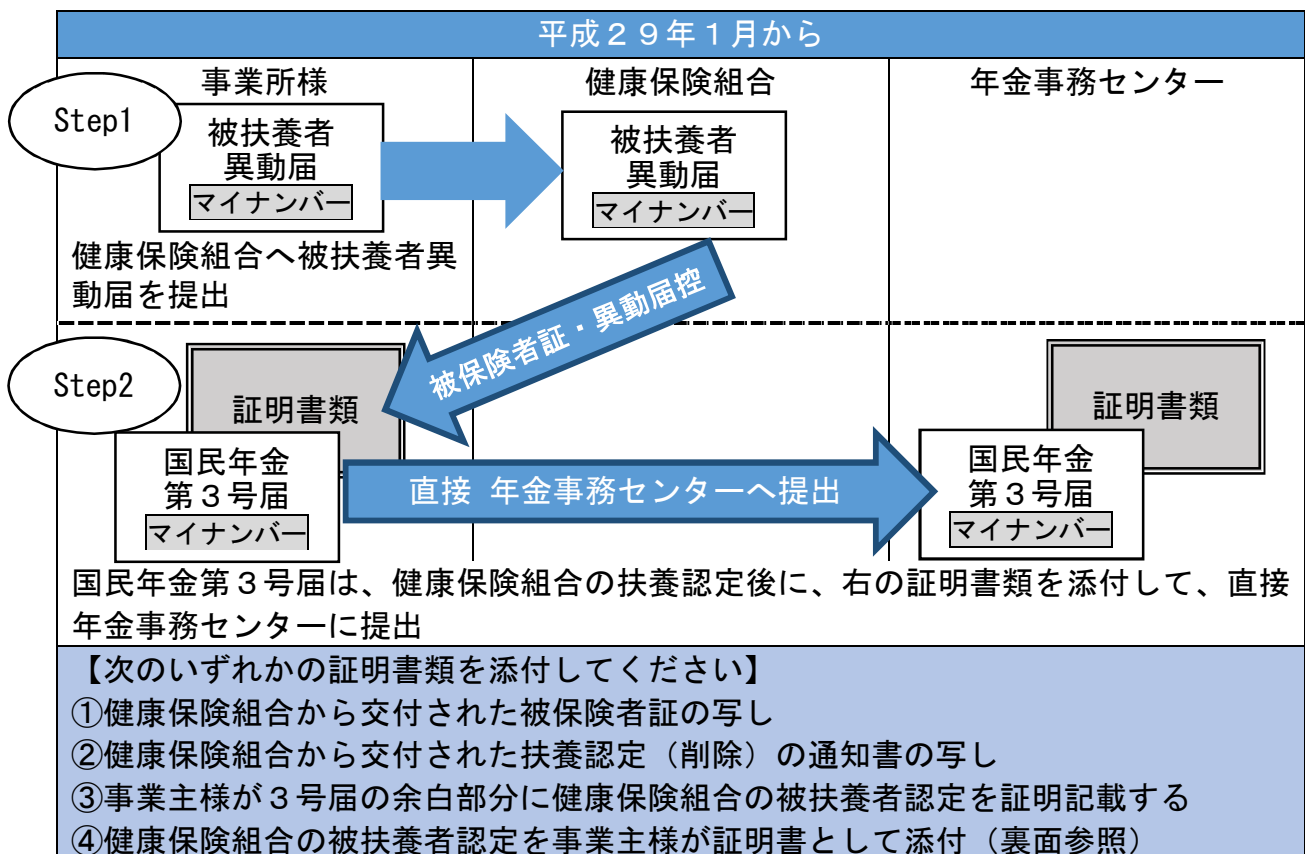 平成２９年１月から
事業所様
健康保険組合
年金事務センター
Step1
被扶養者
異動届
マイナンバー
被扶養者
異動届
マイナンバー
健康保険組合へ被扶養者異
動届を提出
被保険者証・異動届控
Step2
証明書類
国民年金
第３号届
マイナンバー
直接 年金事務センターへ提出
証明書類
国民年金
第３号届
マイナンバー
国民年金第３号届は、健康保険組合の扶養認定後に、右の証明書類を添付して、直接
年金事務センターに提出
【次のいずれかの証明書類を添付してください】
①健康保険組合から交付された被保険者証の写し
②健康保険組合から交付された扶養認定（削除）の通知書の写し
③事業主様が３号届の余白部分に健康保険組合の被扶養者認定を証明記載する
④健康保険組合の被扶養者認定を事業主様が証明書として添付（裏面参照）